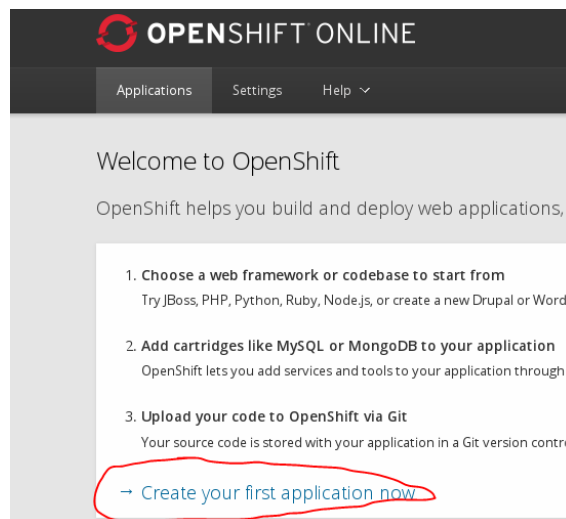 OPENSHIFT ONLINE
Applications Settings Help
Welcome to OpenShift
OpenShift helps you build and deploy web applications,
1. Choose a web framework or codebase to start from
Try JBoss, PHP, Python, Ruby, Node.js, or create a new Drupal or Word
2. Add cartridges like MySQL or MongoDB to your application
OpenShift lets you add services and tools to your application through
3. Upload your code to OpenShift via Git
Your source code is stored with your application in a Git version contr
→ Create your first application now